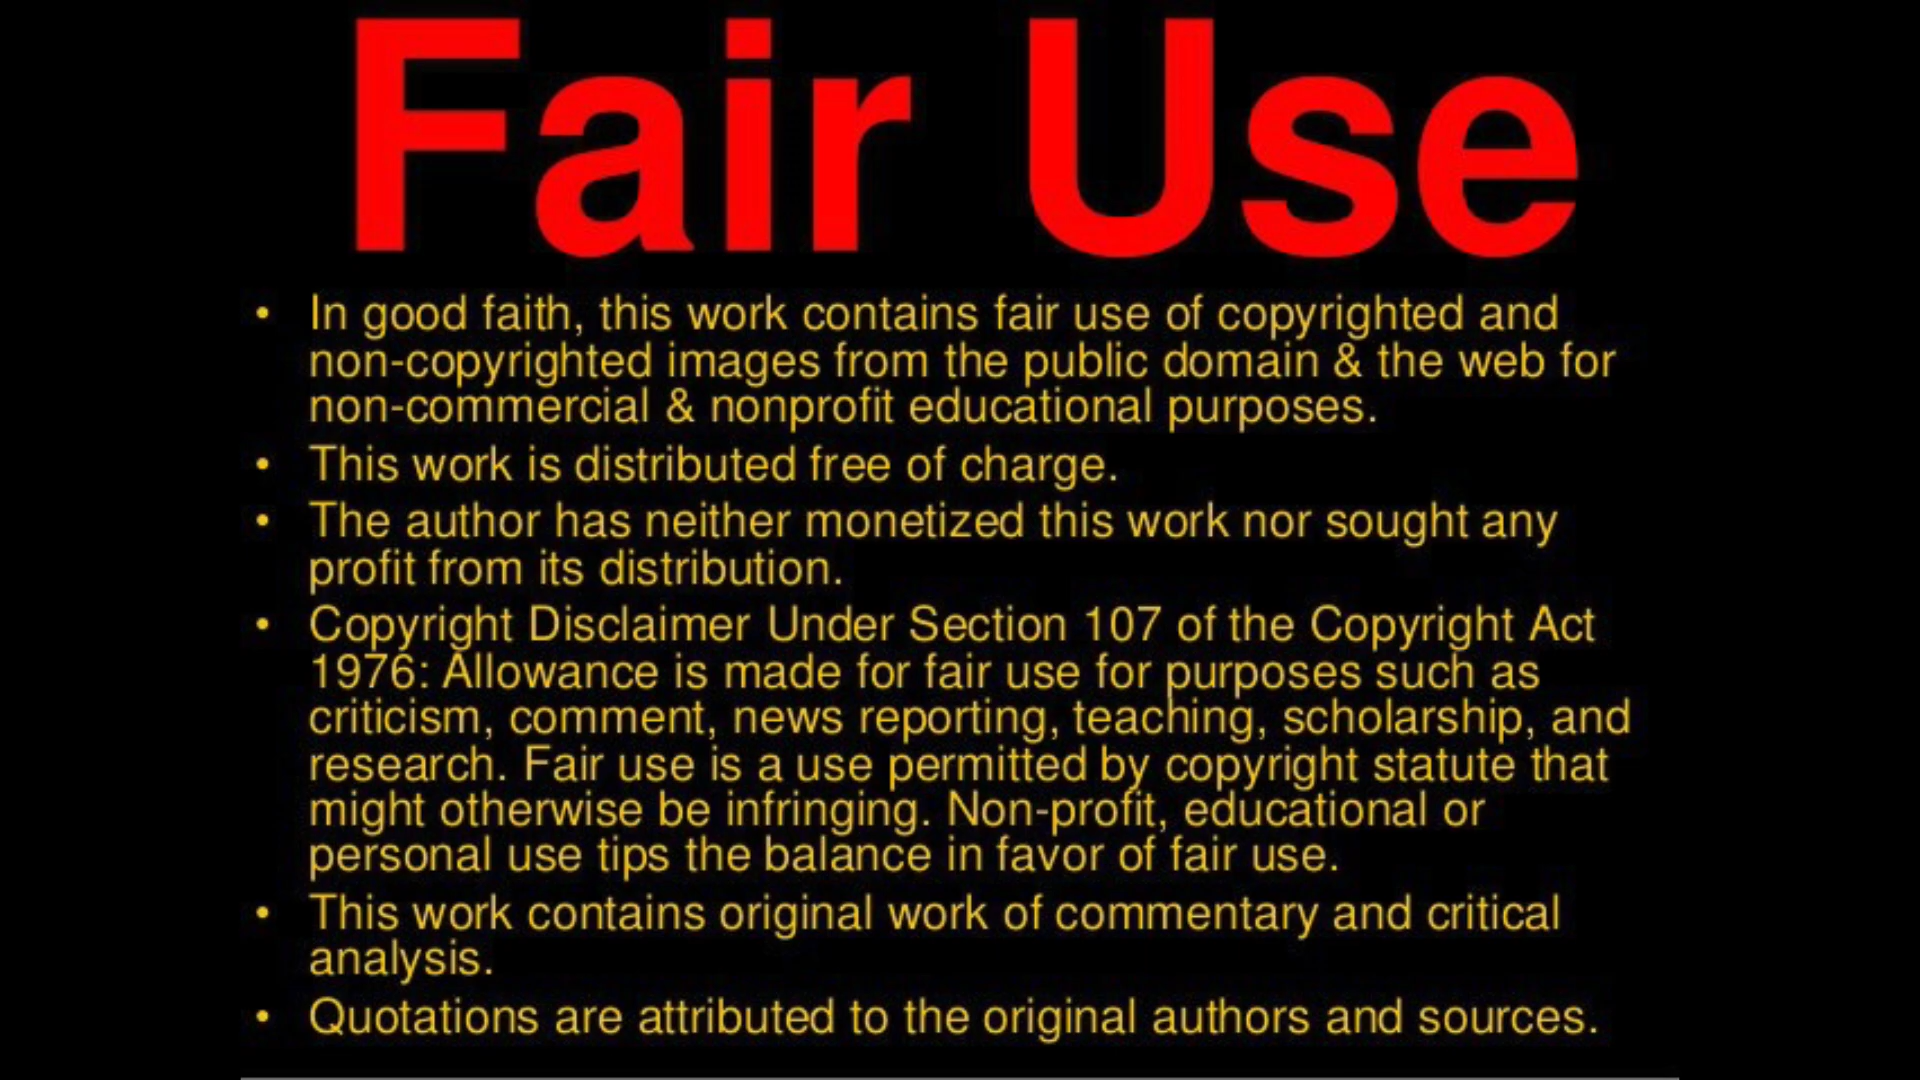 Fair Use
• In good faith, this work contains fair use of copyrighted and
non-copyrighted images from the public domain & the web for
non-commercial & nonprofit educational purposes.
• This work is distributed free of charge.
• The author has neither monetized this work nor sought any
profit from its distribution.
• Copyright Disclaimer Under Section 107 of the Copyright Act
1976: Allowance is made for fair use for purposes such as
criticism, comment, news reporting, teaching, scholarship, and
research. Fair use is a use permitted by copyright statute that
might otherwise be infringing. Non-profit, educational or
personal use tips the balance in favor of fair use.
• This work contains original work of commentary and critical
analysis.
• Quotations are attributed to the original authors and sources.